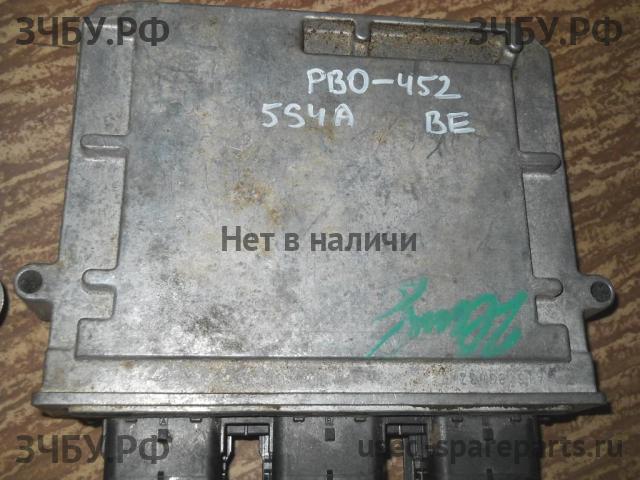 ЗЧБУ.РФ ЗЧБУ.РФ
PBO-452
5S4A BE
Нет в наличи
ЗЧБУ.РФ
used-spareparts.ru